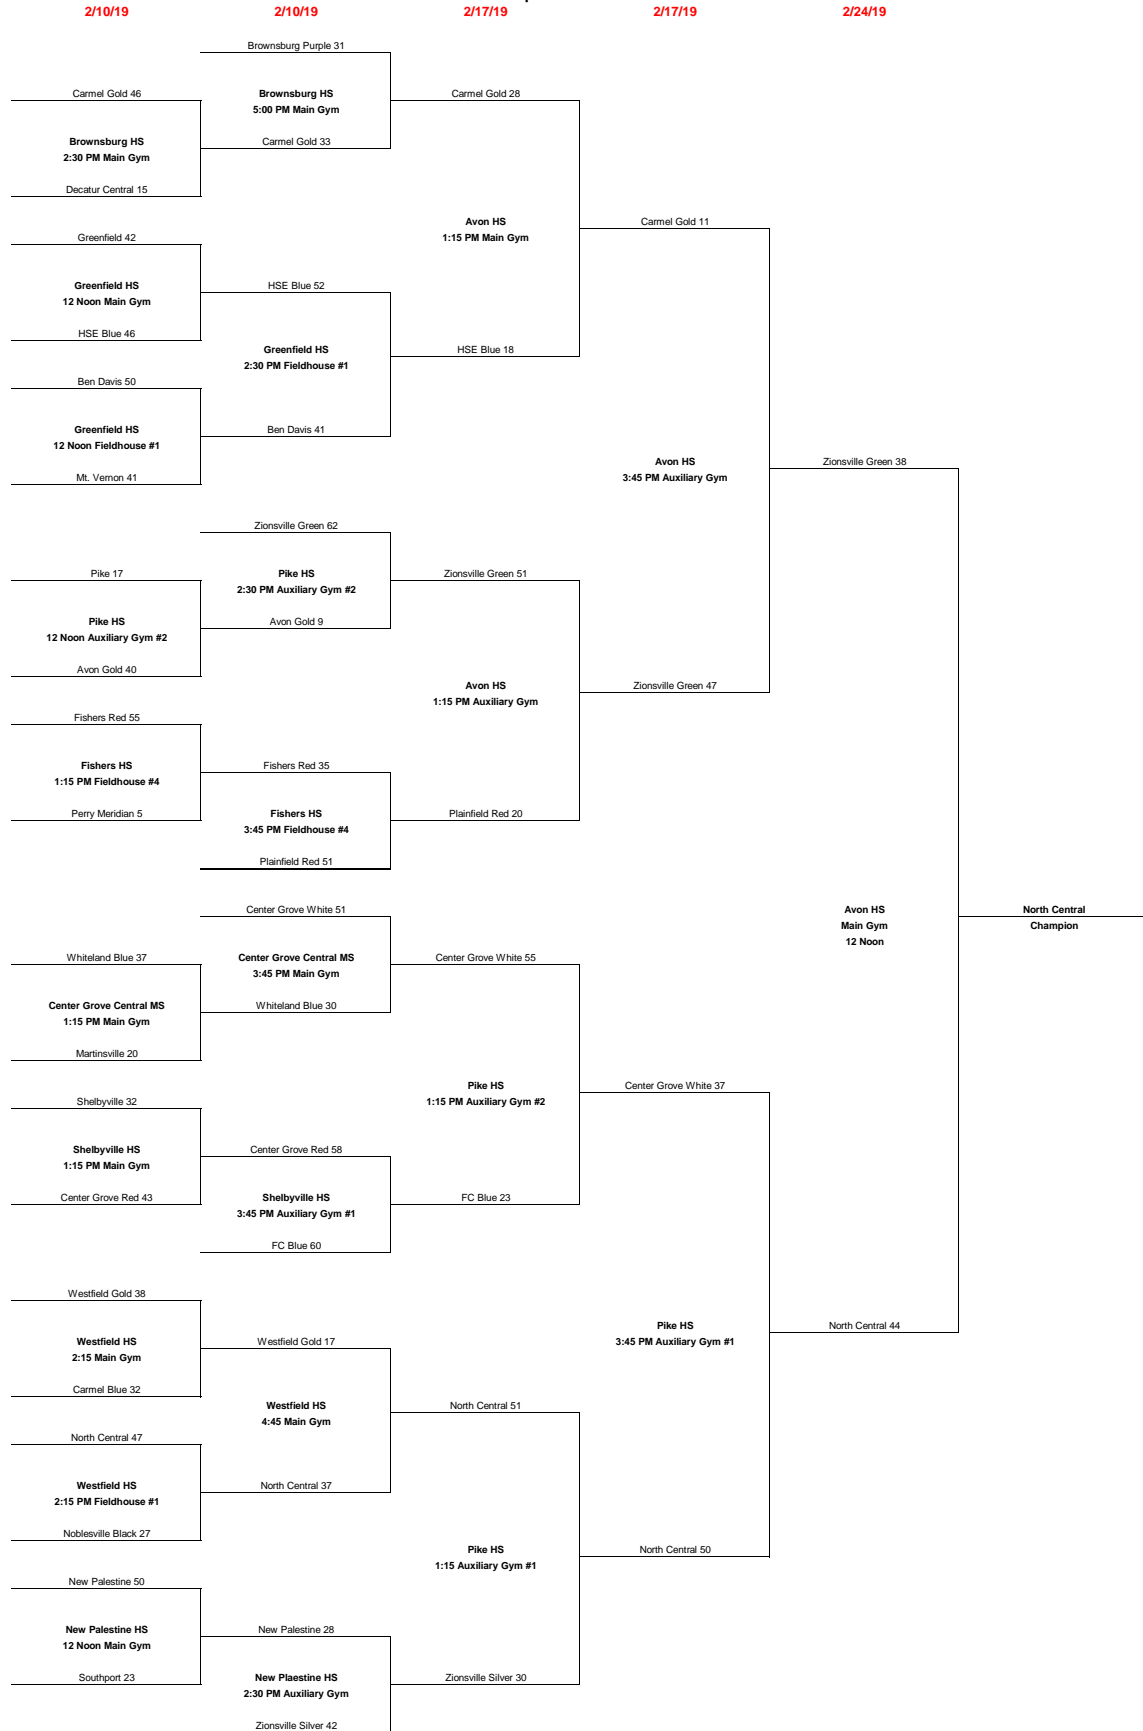 2/10/19 2/10/19 2/17/19 2/17/19 2/24/19
Brownsburg Purple 31
Carmel Gold 46 Brownsburg HS Carmel Gold 28
5:00 PM Main Gym
Brownsburg HS Carmel Gold 33
2:30 PM Main Gym
Decatur Central 15
Avon HS Carmel Gold 11
Greenfield 42 1:15 PM Main Gym
Greenfield HS HSE Blue 52
12 Noon Main Gym
HSE Blue 46
Greenfield HS HSE Blue 18
2:30 PM Fieldhouse #1
Ben Davis 50
Greenfield HS Ben Davis 41
12 Noon Fieldhouse #1
Avon HS Zionsville Green 38
Mt. Vernon 41 3:45 PM Auxiliary Gym
Zionsville Green 62
Pike 17 Pike HS Zionsville Green 51
2:30 PM Auxiliary Gym #2
Pike HS Avon Gold 9
12 Noon Auxiliary Gym #2
Avon Gold 40
Avon HS Zionsville Green 47
1:15 PM Auxiliary Gym
Fishers Red 55
Fishers HS Fishers Red 35
1:15 PM Fieldhouse #4
Perry Meridian 5 Fishers HS Plainfield Red 20
3:45 PM Fieldhouse #4
Plainfield Red 51
Center Grove White 51 Avon HS North Central
Main Gym Champion
12 Noon
Whiteland Blue 37 Center Grove Central MS Center Grove White 55
3:45 PM Main Gym
Center Grove Central MS Whiteland Blue 30
1:15 PM Main Gym
Martinsville 20
Pike HS Center Grove White 37
Shelbyville 32 1:15 PM Auxiliary Gym #2
Shelbyville HS Center Grove Red 58
1:15 PM Main Gym
Center Grove Red 43 Shelbyville HS FC Blue 23
3:45 PM Auxiliary Gym #1
FC Blue 60
Westfield Gold 38
Pike HS North Central 44
Westfield HS Westfield Gold 17 3:45 PM Auxiliary Gym #1
2:15 Main Gym
Carmel Blue 32
Westfield HS North Central 51
4:45 Main Gym
North Central 47
Westfield HS North Central 37
2:15 PM Fieldhouse #1
Noblesville Black 27
Pike HS North Central 50
1:15 Auxiliary Gym #1
New Palestine 50
New Palestine HS New Palestine 28
12 Noon Main Gym
Southport 23 New Plaestine HS Zionsville Silver 30
2:30 PM Auxiliary Gym
Zionsville Silver 42